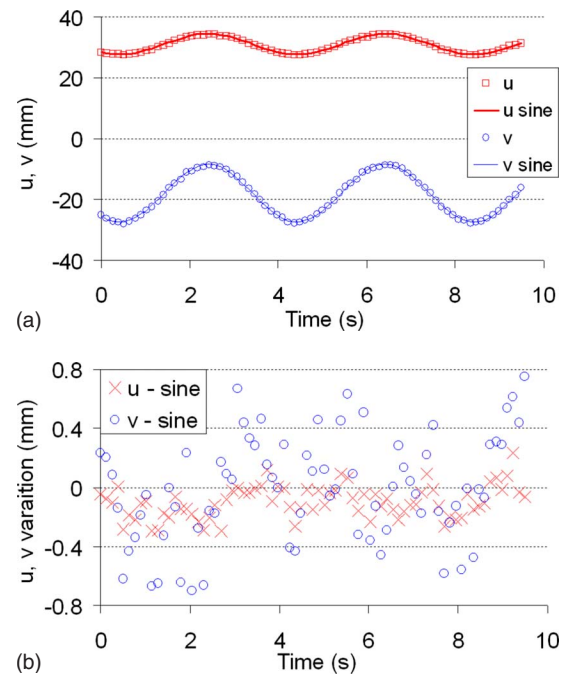 (a)
u, v (mm)
40
20
0
-20
-40
u
u sine
v
v sine
0 2 4 6 8 10
Time (s)
(b)
u, v varaition (mm)
0.8
0.4
0
-0.4
-0.8
u - sine
v - sine
0 2 4 6 8 10
Time (s)